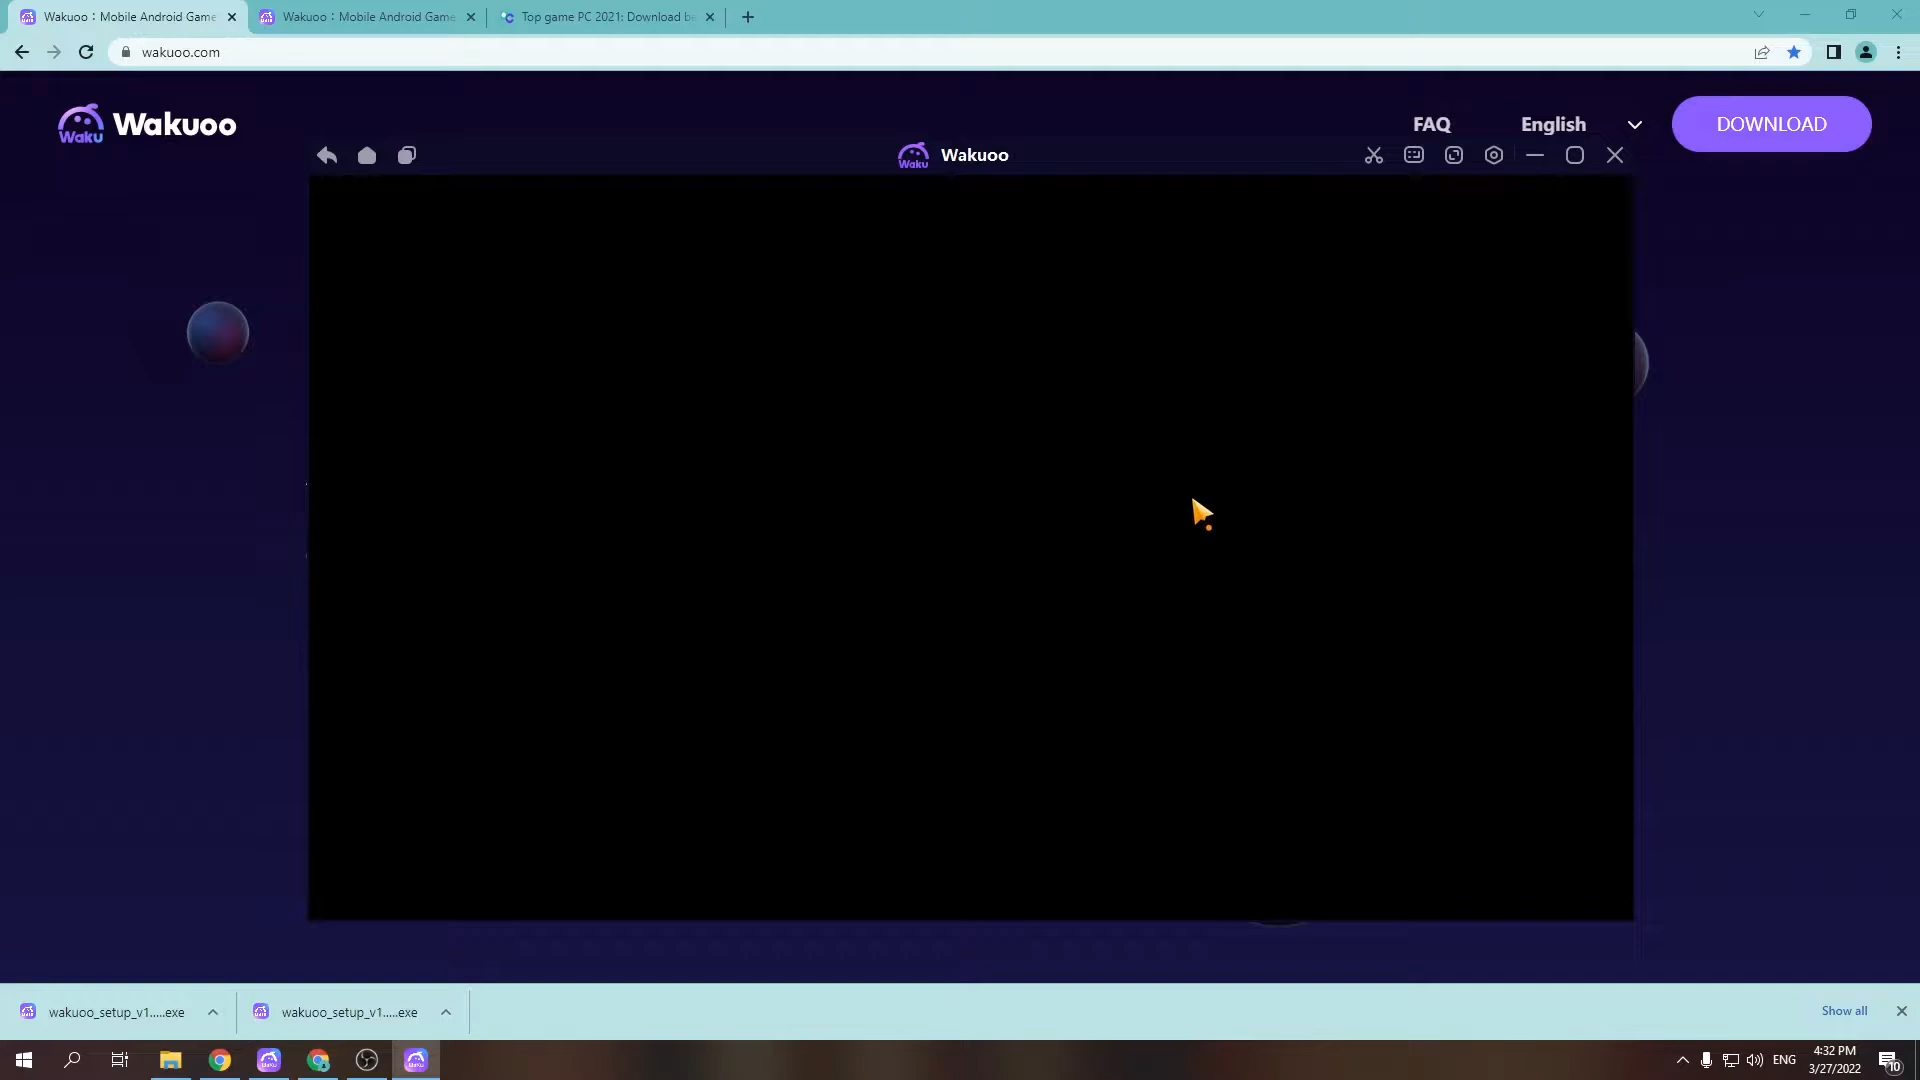 Wakuoo : Mobile Android Game
Wakuoo : Mobile Android Game
Top game PC 2021: Download be
wakuoo.com
Waku Wakuoo
FAQ
English
DOWNLOAD
Waku Wakuoo
wakuoo_setup_v1.....exe
wakuoo_setup_v1.....exe
Show all
ENG
4:32 PM
3/27/2022
10